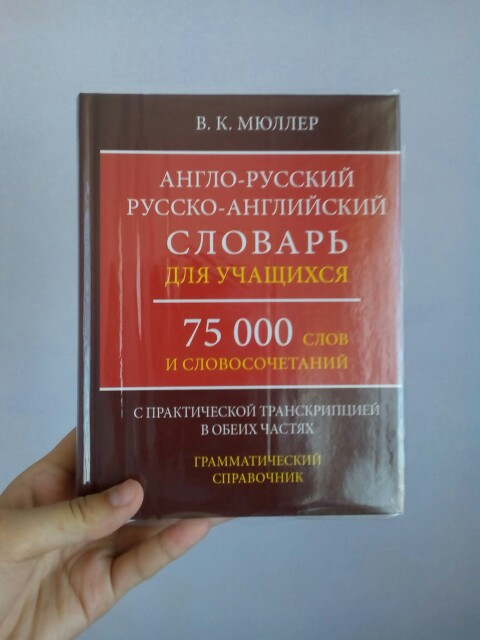 В. К. МЮЛЛЕР
АНГЛО-РУССКИЙ
РУССКО-АНГЛИЙСКИЙ
СЛОВАРЬ
ДЛЯ УЧАЩИХСЯ
75 000 СЛОВ
И СЛОВОСОЧЕТАНИЙ
С ПРАКТИЧЕСКОЙ ТРАНСКРИПЦИЕЙ
В ОБЕИХ ЧАСТЯХ
ГРАММАТИЧЕСКИЙ
СПРАВОЧНИК